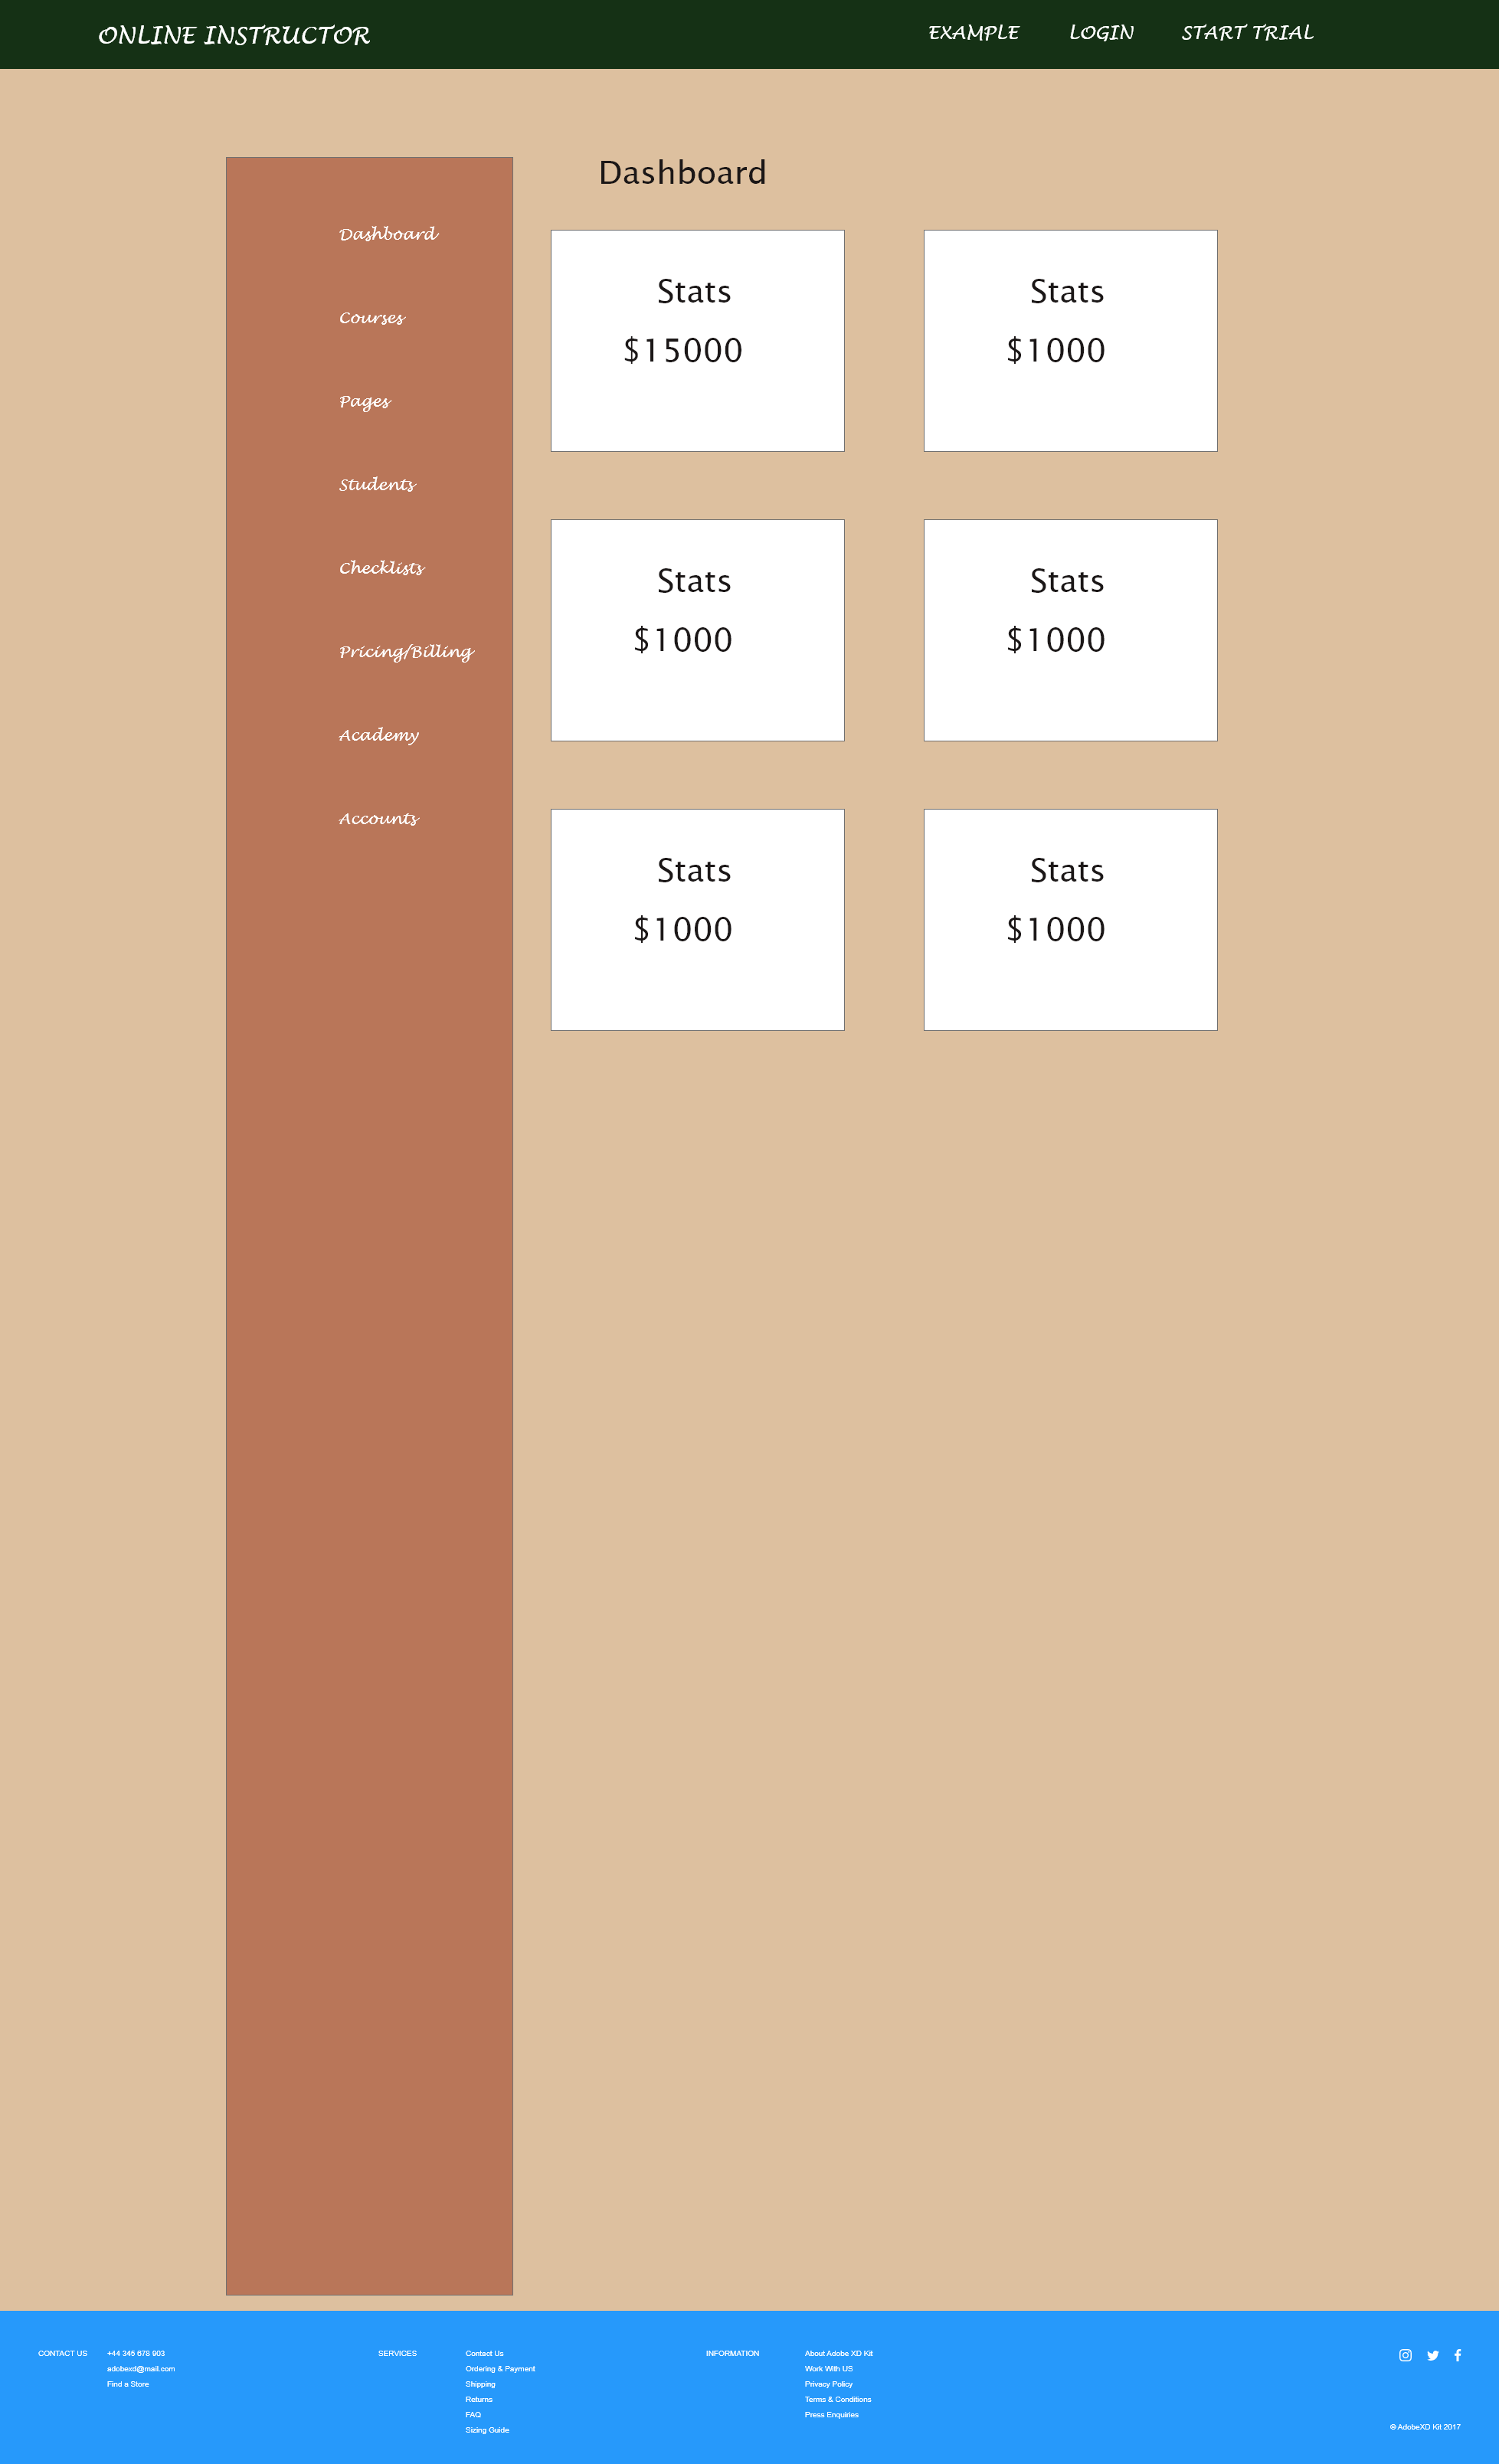 ONLINE INSTRUCTOR
EXAMPLE
LOGIN
START TRIAL
Dashboard
Courses
Pages
Students
Checklists
Pricing/Billing
Academy
Accounts
Dashboard
Stats
$15000
Stats
$1000
Stats
$1000
Stats
$1000
Stats
$1000
Stats
$1000
CONTACT US
+44 345 678 903
adobexd@mail.com
Find a Store
SERVICES
Contact Us
Ordering & Payment
Shipping
Returns
FAQ
Sizing Guide
INFORMATION
About Adobe XD Kit
Work With US
Privacy Policy
Terms & Conditions
Press Enquiries
© AdobeXD Kit 2017